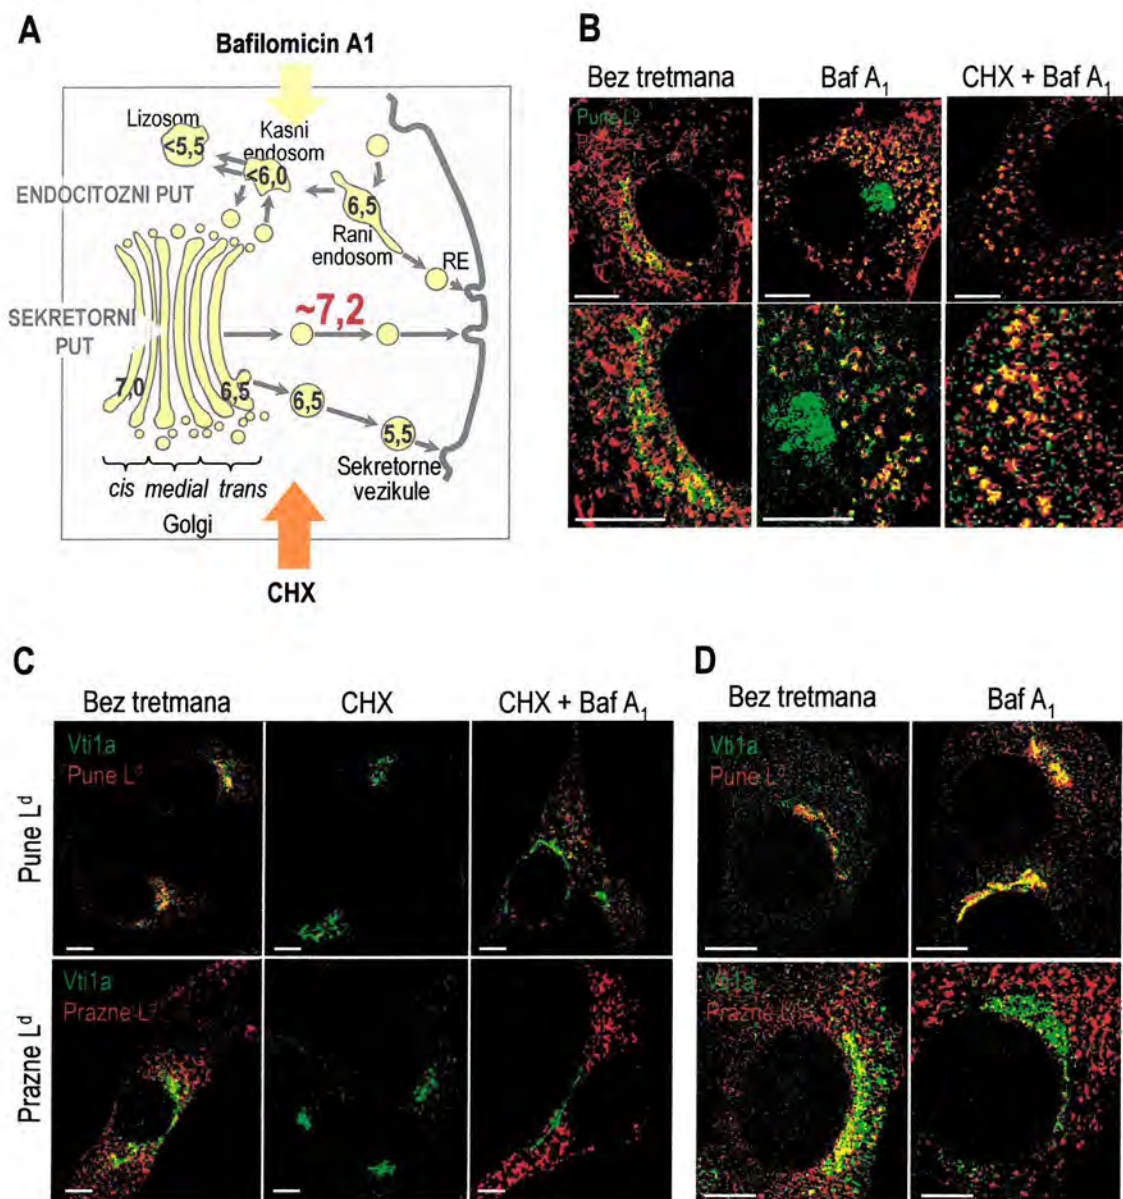 A
Bafilomicin A1
Lizosom
<5,5
Kasni
endosom
<6,0
ENDOCITOZNI PUT
6,5
Rani
endosom
RE
SEKRETORNI
PUT
~7,2
7,0
6,5
6,5
5,5
Sekretorne
vezikule
cis medial trans
Golgi
CHX
B
Bez tretmana
Baf A1
CHX + Baf A1
Pune Ld
C
Bez tretmana
CHX
CHX + Baf A1
Pune Ld
Vti1a
Pune Ld
Prazne Ld
Vti1a
Prazne Ld
D
Bez tretmana
Baf A1
Vti1a
Pune Ld
Vti1a
Prazne Ld
Vti1a